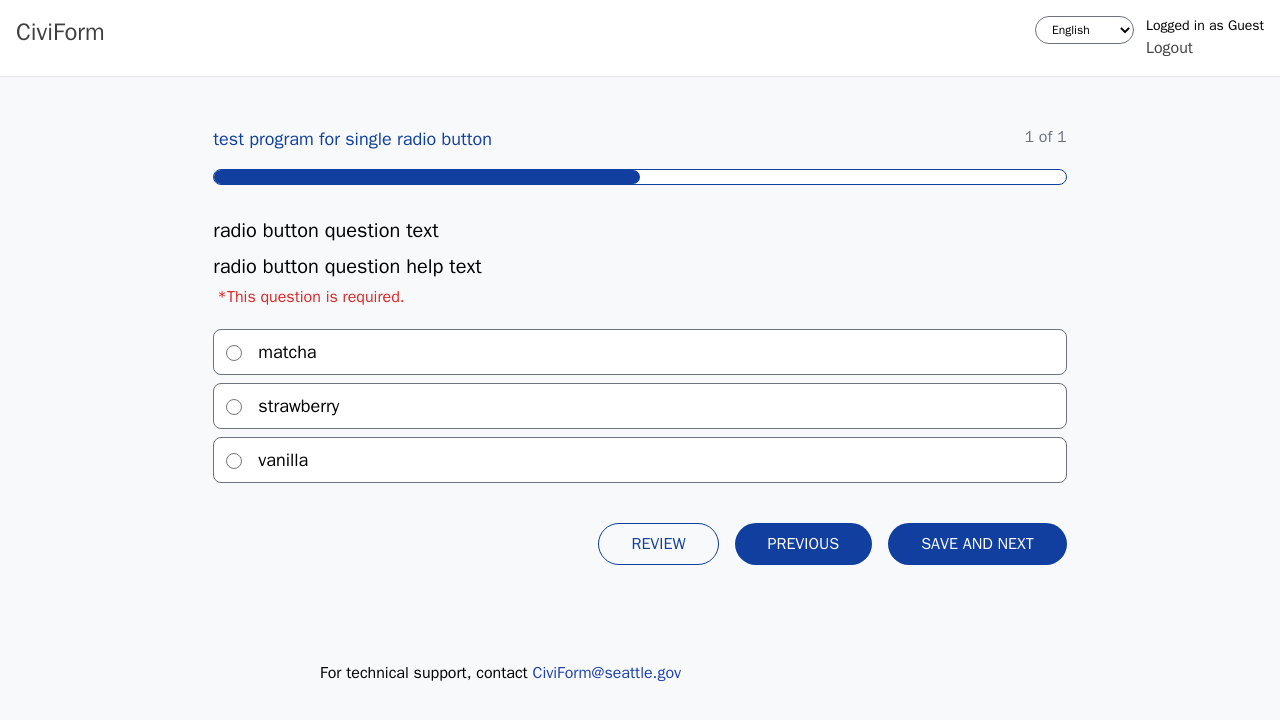 CiviForm
English
Logged in as Guest
Logout
test program for single radio button
1 of 1
radio button question text
radio button question help text
*This question is required.
matcha
strawberry
vanilla
REVIEW
PREVIOUS
SAVE AND NEXT
For technical support, contact CiviForm@seattle.gov